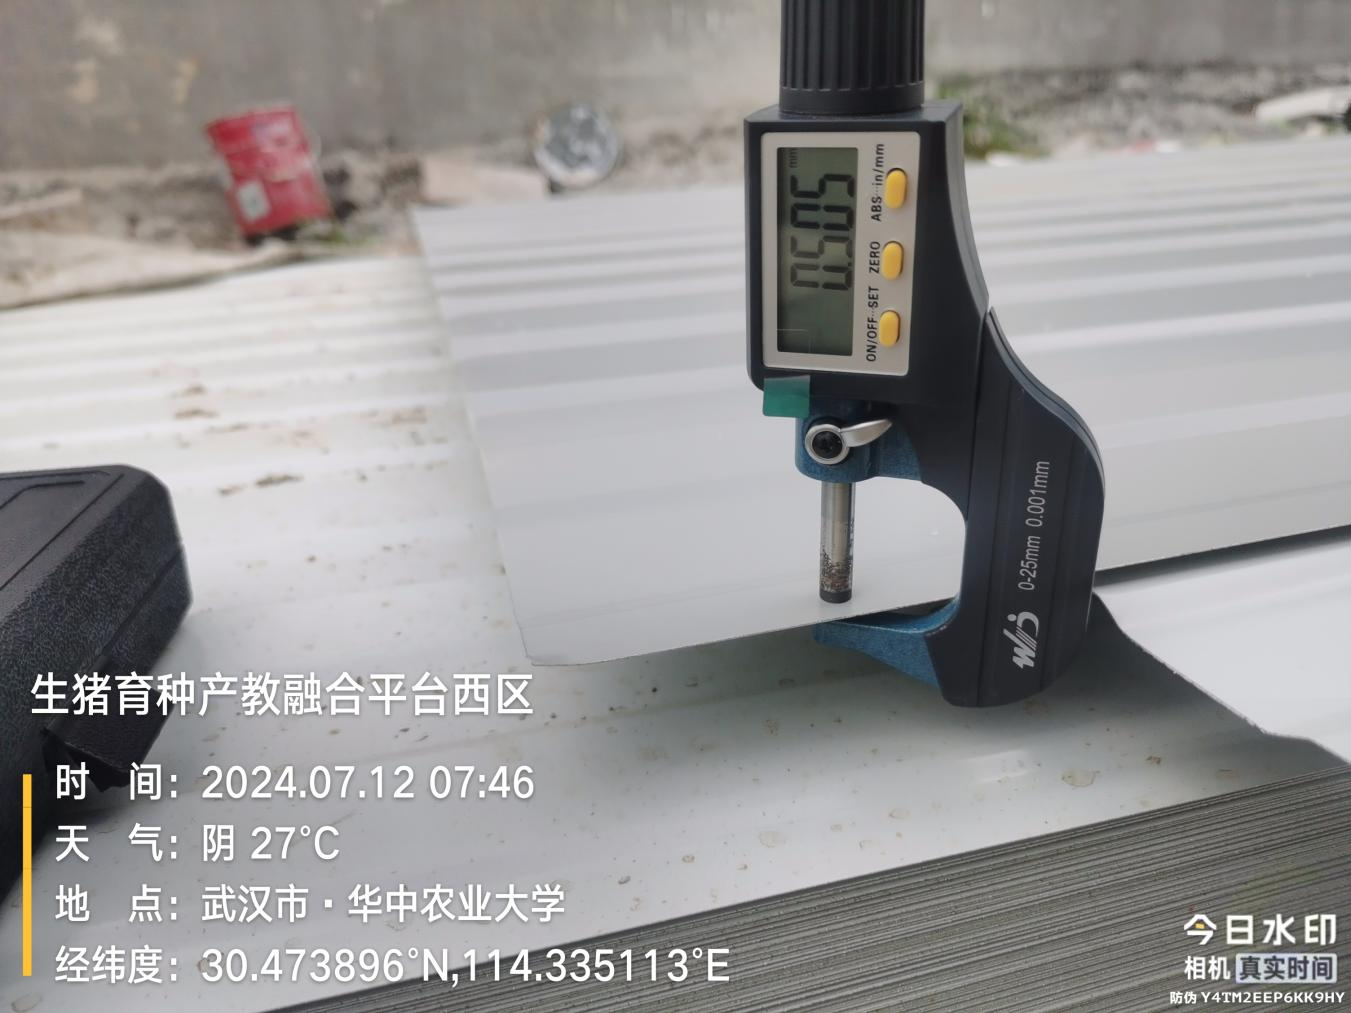 mm
0.505
ABS in/mm
ZERO
ON/OFF SET
0-25mm 0.001mm
生猪育种产教融合平台西区
时 间：2024.07.12 07:46
天 气：阴 27°C
地 点：武汉市·华中农业大学
经纬度：30.473896°N,114.335113°E
今日水印
相机 真实时间
防伪 Y4TM2EEP6KK9HY